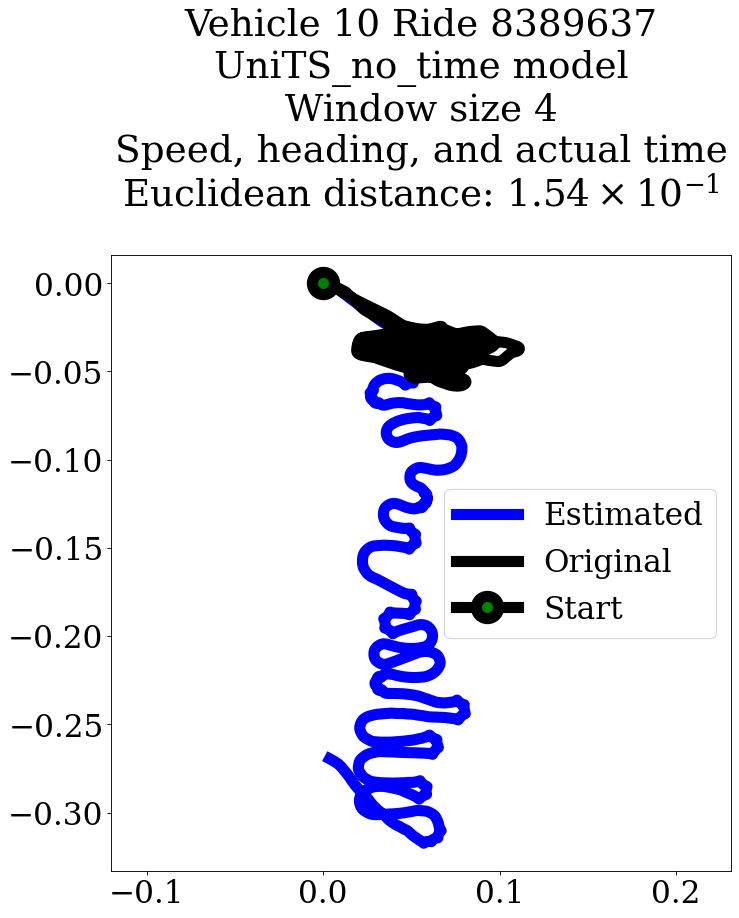 Vehicle 10 Ride 8389637
UniTS_no_time model
Window size 4
Speed, heading, and actual time
Euclidean distance: 1.54 × 10⁻¹
0.00
−0.05
−0.10
−0.15
−0.20
−0.25
−0.30
Estimated
Original
Start
−0.1 0.0 0.1 0.2